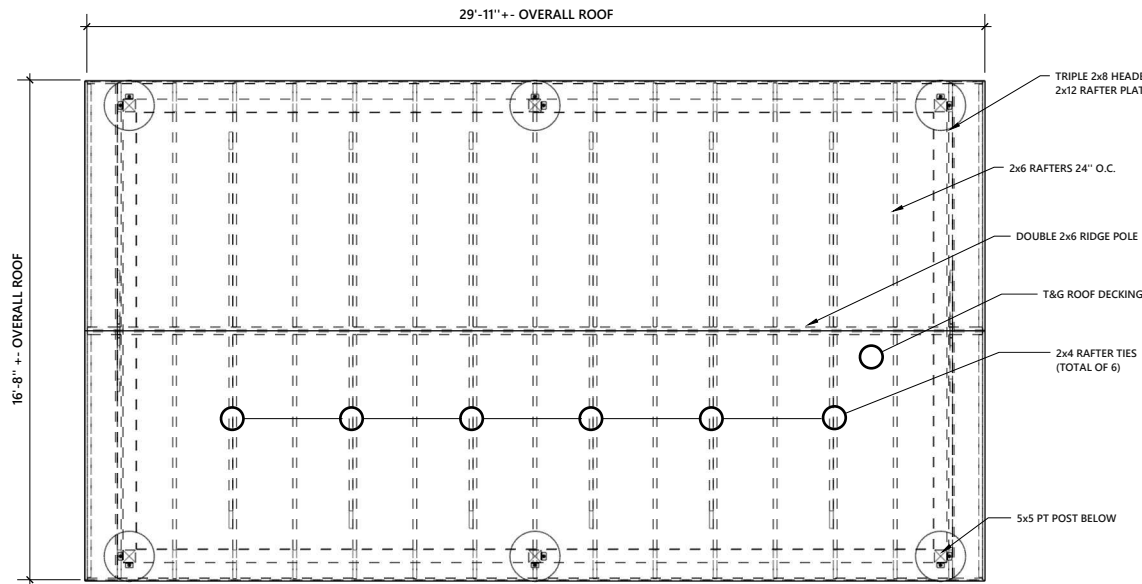 29'-11"+- OVERALL ROOF
16'-8" +- OVERALL ROOF
TRIPLE 2x8 HEADE
2x12 RAFTER PLAT
2x6 RAFTERS 24" O.C.
DOUBLE 2x6 RIDGE POLE
T&G ROOF DECKING
2x4 RAFTER TIES
(TOTAL OF 6)
5x5 PT POST BELOW